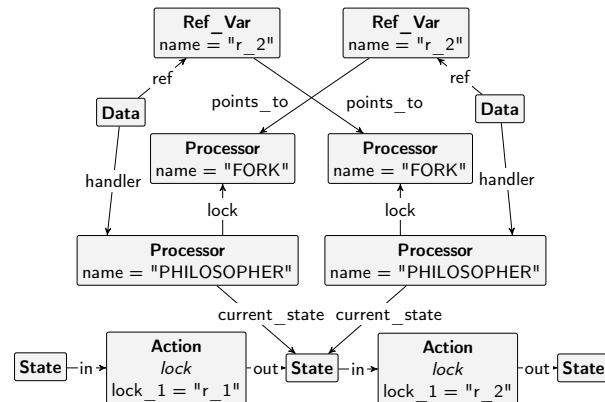 Ref_Var
name = "r_2"
Ref_Var
name = "r_2"
ref
ref
Data
points_to
points_to
Data
Processor
name = "FORK"
Processor
name = "FORK"
handler
handler
lock
lock
Processor
name = "PHILOSOPHER"
Processor
name = "PHILOSOPHER"
current_state
current_state
State
in
Action
lock
lock_1 = "r_1"
out
State
in
Action
lock
lock_1 = "r_2"
out
State